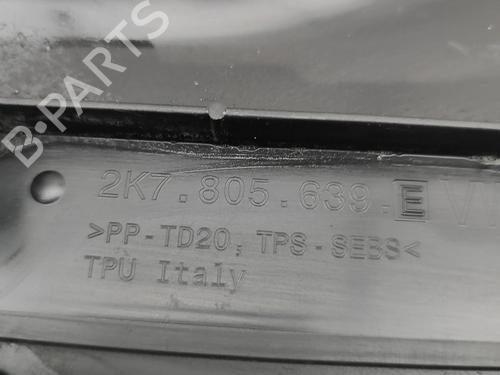 B-PARTS
2K7.805.639.E
>PP-TD20, TPS-SEBS<
TPU Italy